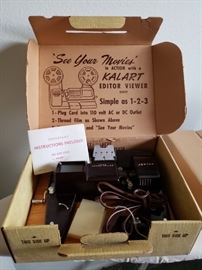 "See Your Movies"
in ACTION with a
KALART
EDITOR VIEWER
EIGHT
Simple as 1-2-3
1-Plug Cord into 110 volt AC or DC Outlet
2-Thread Film as Shown Above
and "See Your Movies"
IMPORTANT
INSTRUCTIONS ENCLOSED
THIS SIDE UP
THIS SIDE UP